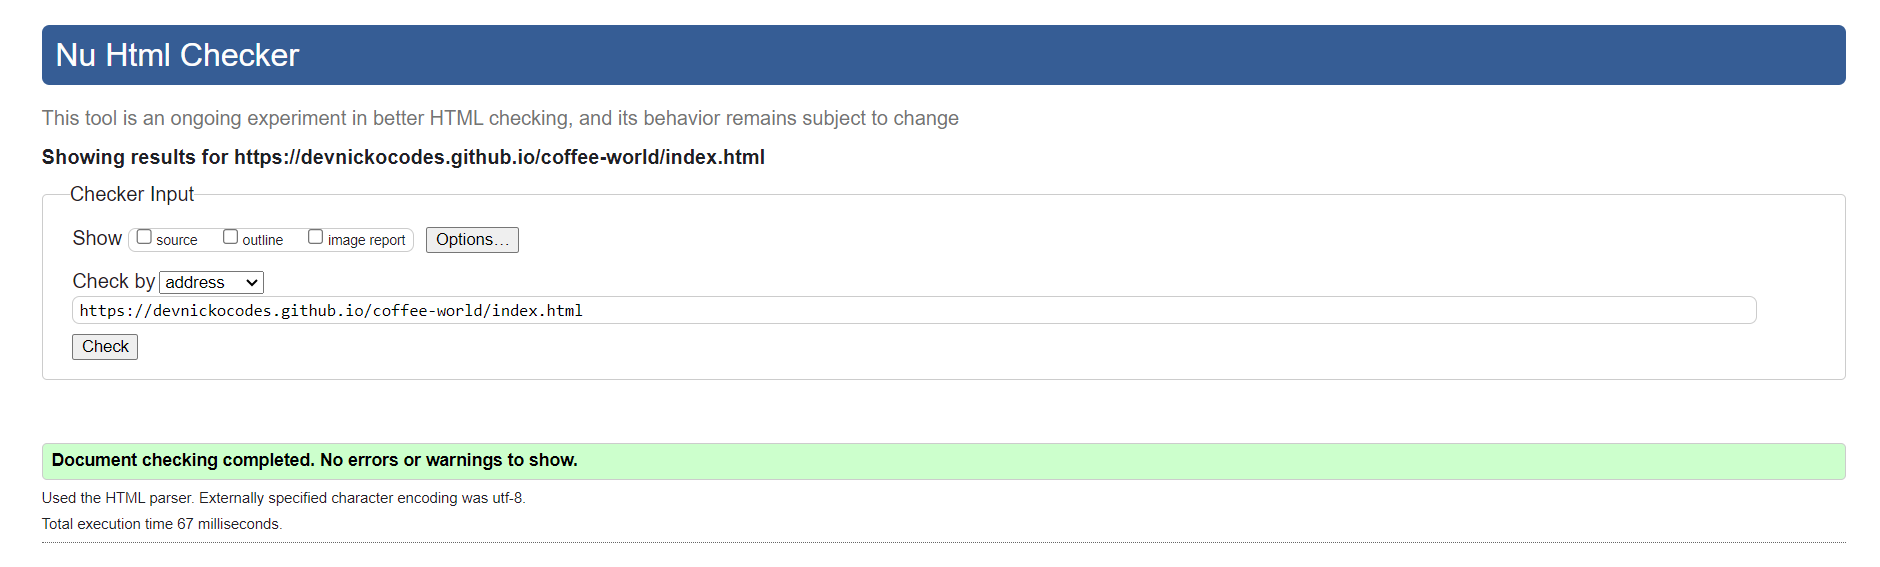 Nu Html Checker
This tool is an ongoing experiment in better HTML checking, and its behavior remains subject to change
Showing results for https://devnickocodes.github.io/coffee-world/index.html
Checker Input
Show source outline image report Options...
Check by address
https://devnickocodes.github.io/coffee-world/index.html
Check
Document checking completed. No errors or warnings to show.
Used the HTML parser. Externally specified character encoding was utf-8.
Total execution time 67 milliseconds.